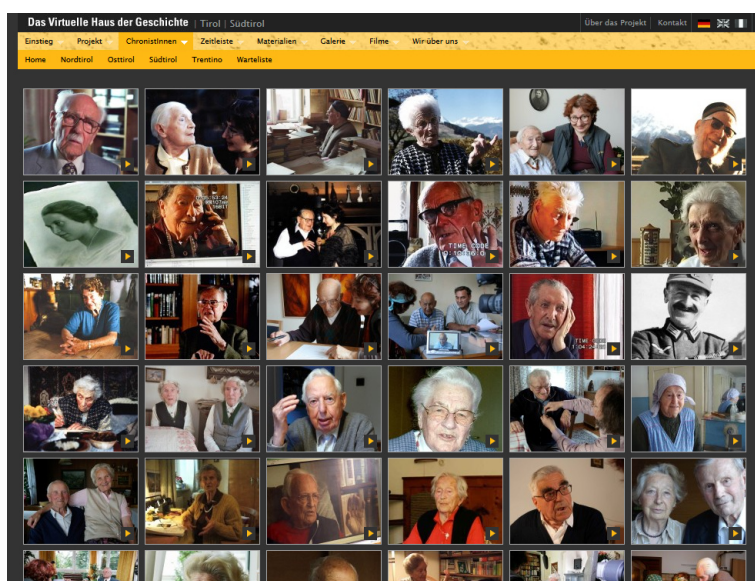 Das Virtuelle Haus der Geschichte | Tirol | Südtirol
Über das Projekt | Kontakt
Einstieg Projekt ChronistInnen Zeitleiste Materialien Galerie Filme Wir über uns
Home Nordtirol Osttirol Südtirol Trentino Warteliste
TIME CODE
TIME CODE